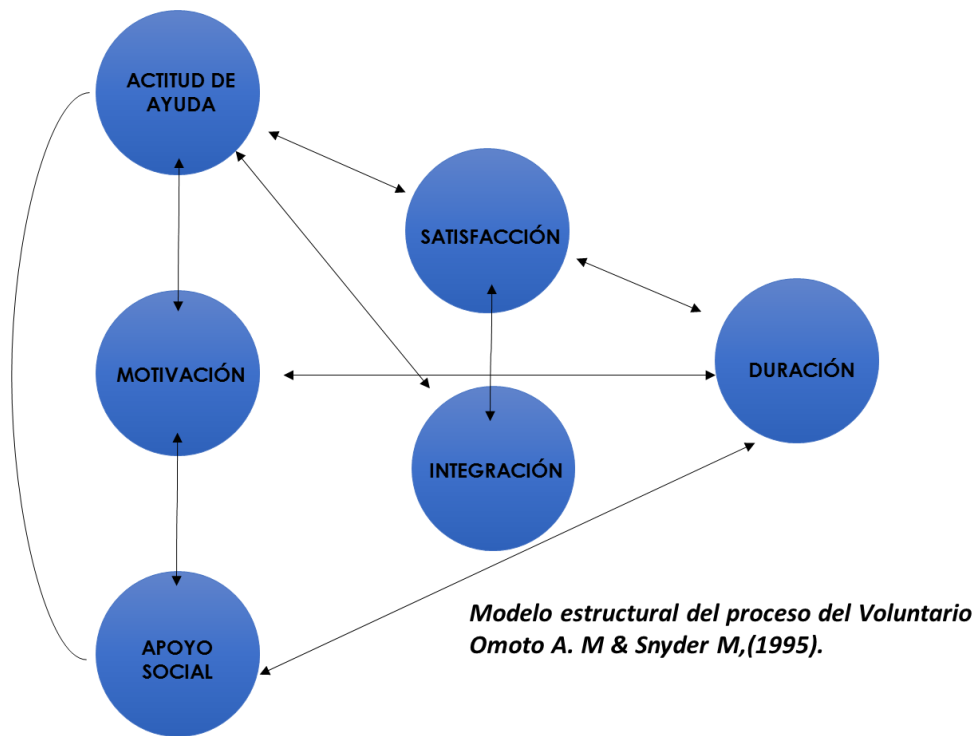 ACTITUD DE
AYUDA
SATISFACCIÓN
MOTIVACIÓN
DURACIÓN
INTEGRACIÓN
APOYO
SOCIAL
Modelo estructural del proceso del Voluntario
Omoto A. M & Snyder M,(1995).